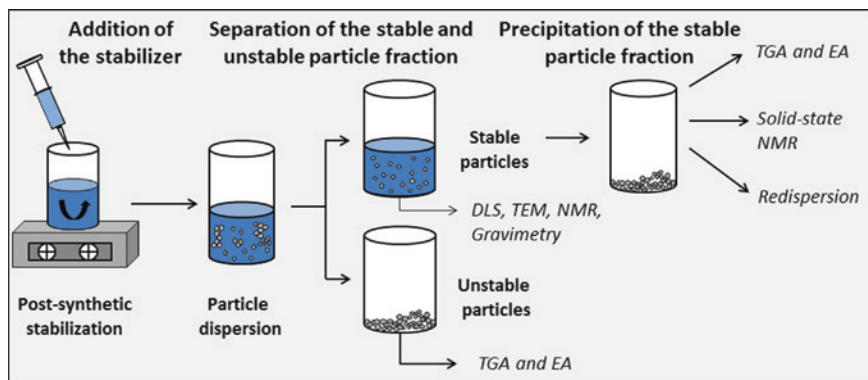 Addition of
the stabilizer
Separation of the stable and
unstable particle fraction
Precipitation of the stable
particle fraction
Post-synthetic
stabilization
Particle
dispersion
Stable
particles
DLS, TEM, NMR,
Gravimetry
Unstable
particles
TGA and EA
TGA and EA
Solid-state
NMR
Redispersion